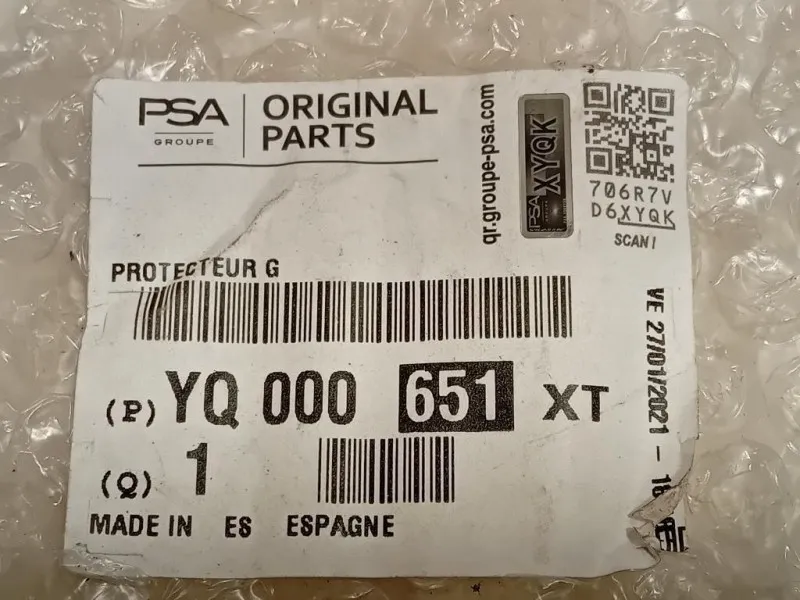 PSA
GROUPE
ORIGINAL
PARTS
qr.groupe-psa.com
PSA XYQK
706R7V
D6XYQK
SCAN !
PROTECTEUR G
(P) YQ 000 651 XT
(Q) 1
MADE IN ES ESPAGNE
VE 27/01/2021 -